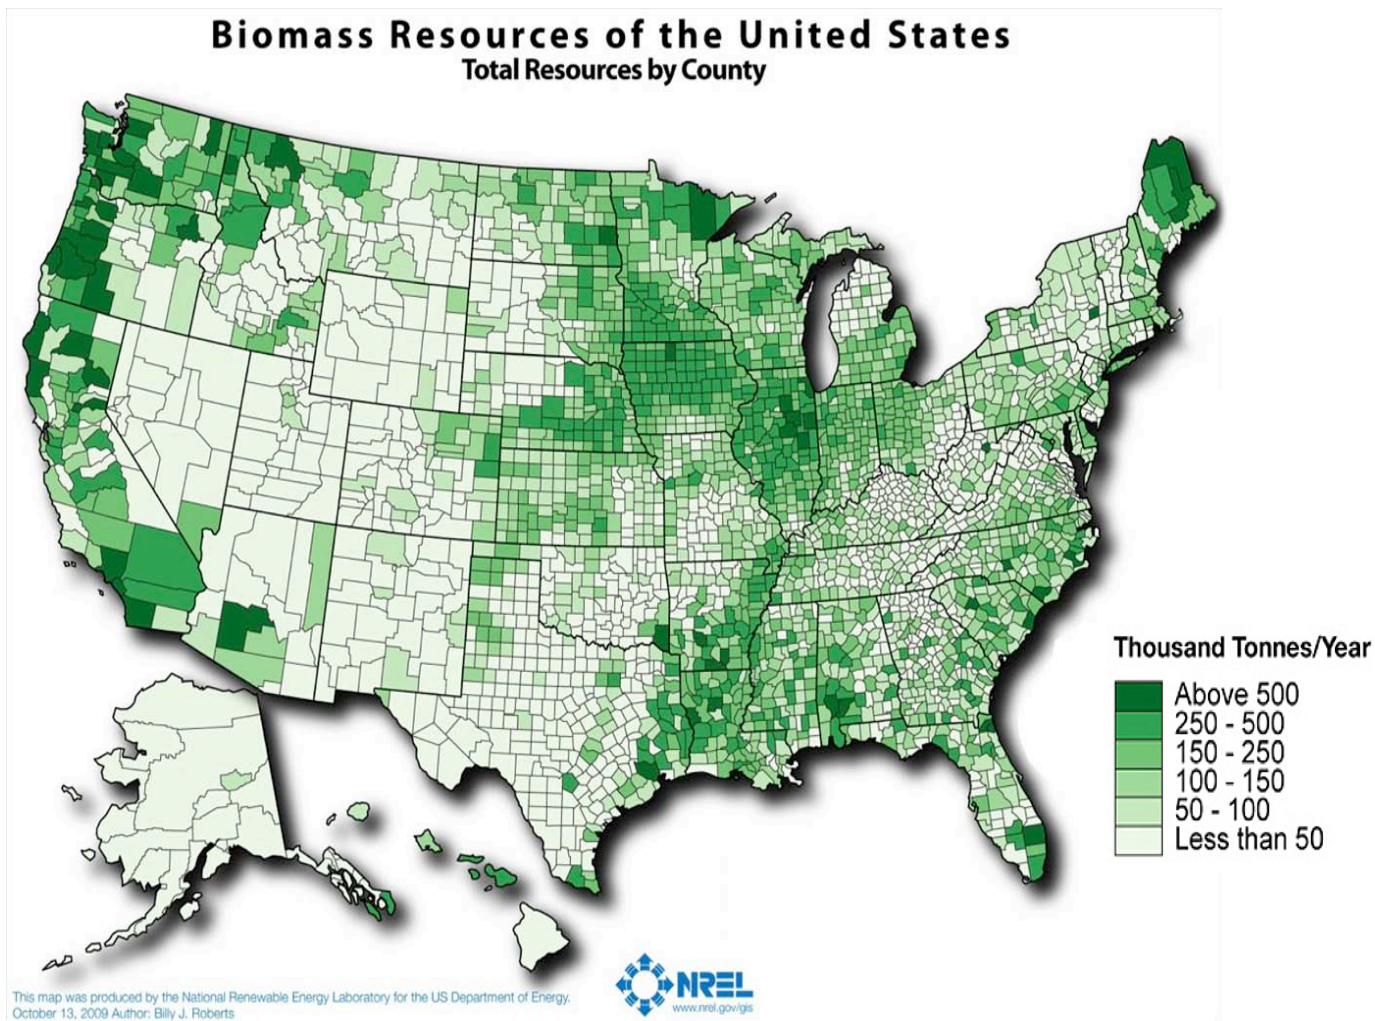 Biomass Resources of the United States
Total Resources by County
Thousand Tonnes/Year
Above 500
250 - 500
150 - 250
100 - 150
50 - 100
Less than 50
NREL
www.nrel.gov/gis
This map was produced by the National Renewable Energy Laboratory for the US Department of Energy.
October 13, 2009 Author: Billy J. Roberts